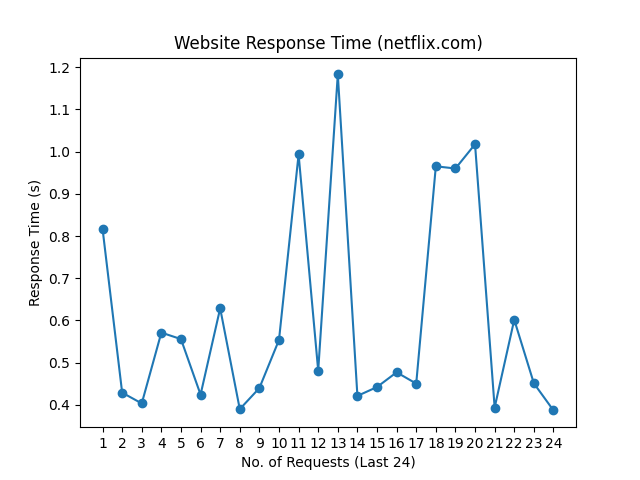 Website Response Time (netflix.com)
1.2
1.1
1.0
0.9
0.8
0.7
0.6
0.5
0.4
Response Time (s)
1 2 3 4 5 6 7 8 9 10 11 12 13 14 15 16 17 18 19 20 21 22 23 24
No. of Requests (Last 24)